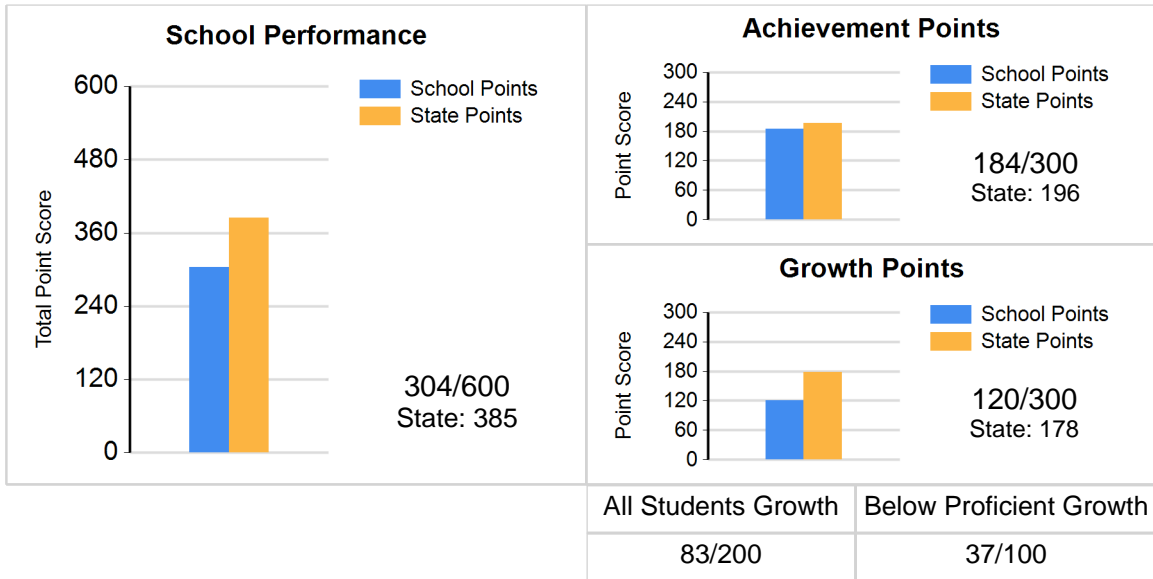 School Performance
Total Point Score
600
480
360
240
120
0
School Points
State Points
304/600
State: 385
Achievement Points
Point Score
300
240
180
120
60
0
School Points
State Points
184/300
State: 196
Growth Points
Point Score
300
240
180
120
60
0
School Points
State Points
120/300
State: 178
All Students Growth
Below Proficient Growth
83/200
37/100